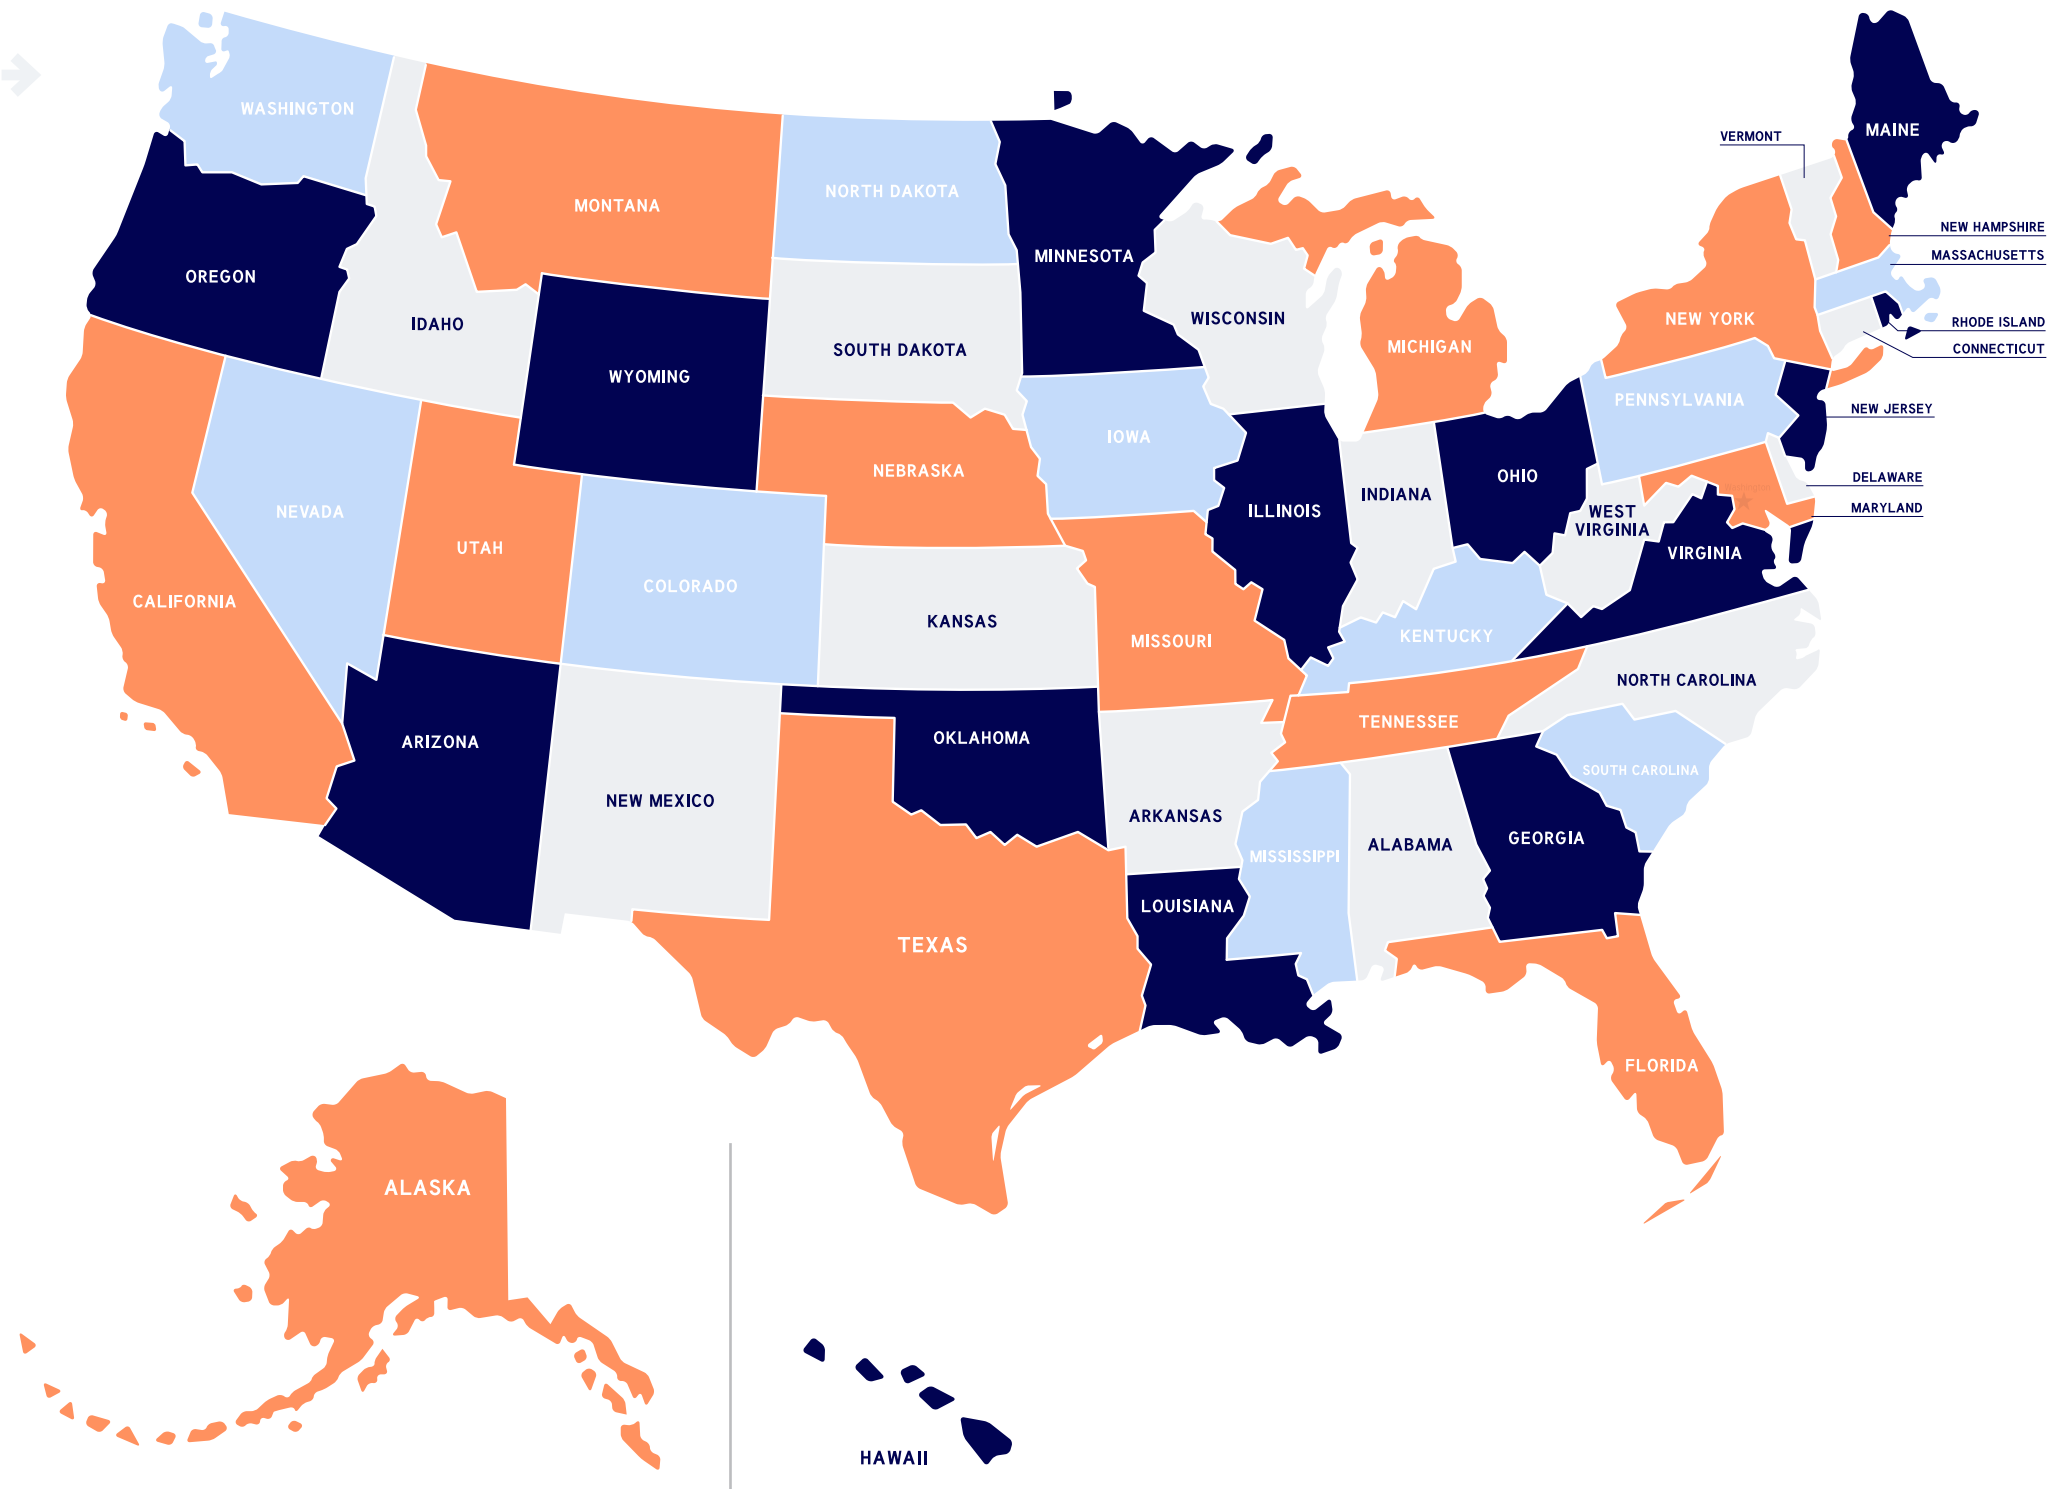 WASHINGTON
MAINE
VERMONT
NORTH DAKOTA
MONTANA
NEW HAMPSHIRE
MINNESOTA
MASSACHUSETTS
OREGON
WISCONSIN
NEW YORK
RHODE ISLAND
IDAHO
MICHIGAN
CONNECTICUT
SOUTH DAKOTA
WYOMING
PENNSYLVANIA
NEW JERSEY
IOWA
NEBRASKA
OHIO
DELAWARE
INDIANA
MARYLAND
NEVADA
ILLINOIS
WEST
VIRGINIA
UTAH
VIRGINIA
COLORADO
CALIFORNIA
KANSAS
KENTUCKY
MISSOURI
NORTH CAROLINA
TENNESSEE
ARIZONA
OKLAHOMA
SOUTH CAROLINA
NEW MEXICO
ARKANSAS
GEORGIA
ALABAMA
MISSISSIPPI
LOUISIANA
TEXAS
FLORIDA
ALASKA
HAWAII